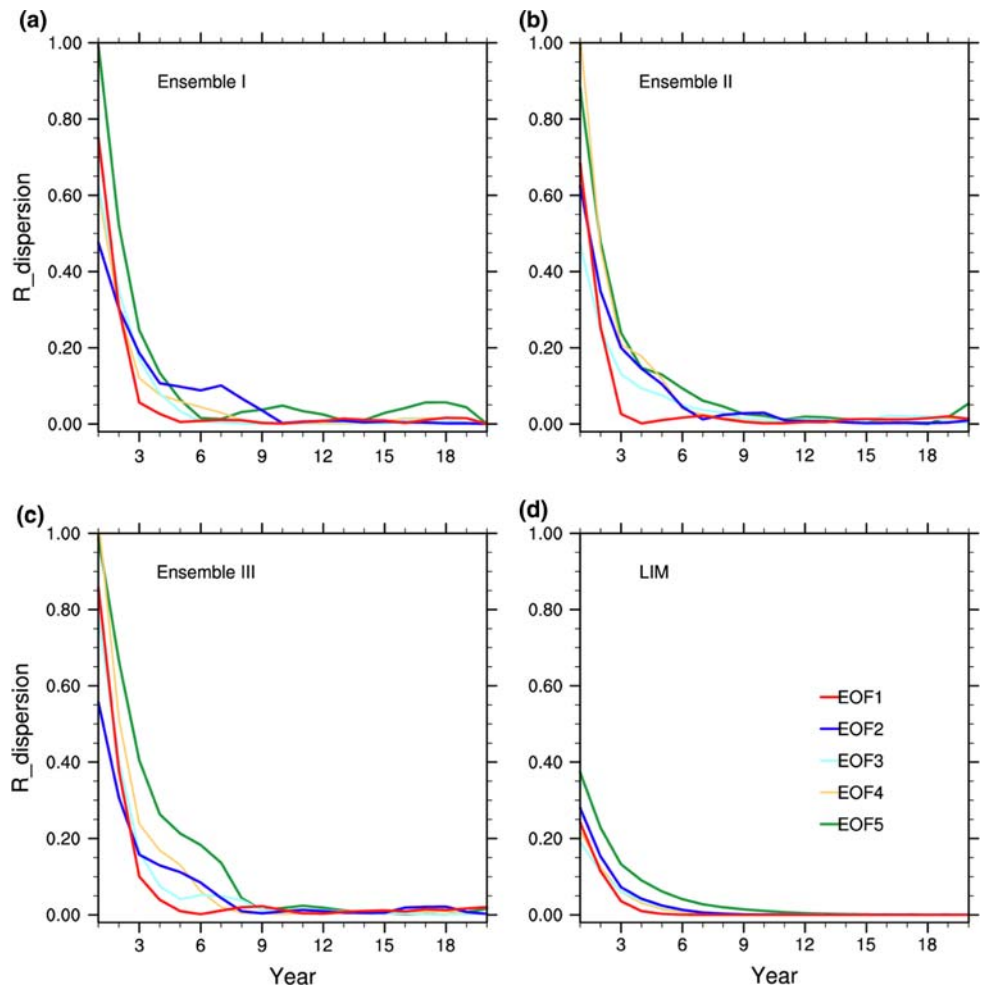 (a)
1.00
0.80
0.60
0.40
0.20
0.00
R_dispersion
Ensemble I
3 6 9 12 15 18
(b)
1.00
0.80
0.60
0.40
0.20
0.00
Ensemble II
3 6 9 12 15 18
(c)
1.00
0.80
0.60
0.40
0.20
0.00
R_dispersion
Ensemble III
3 6 9 12 15 18
Year
(d)
1.00
0.80
0.60
0.40
0.20
0.00
LIM
EOF1
EOF2
EOF3
EOF4
EOF5
3 6 9 12 15 18
Year